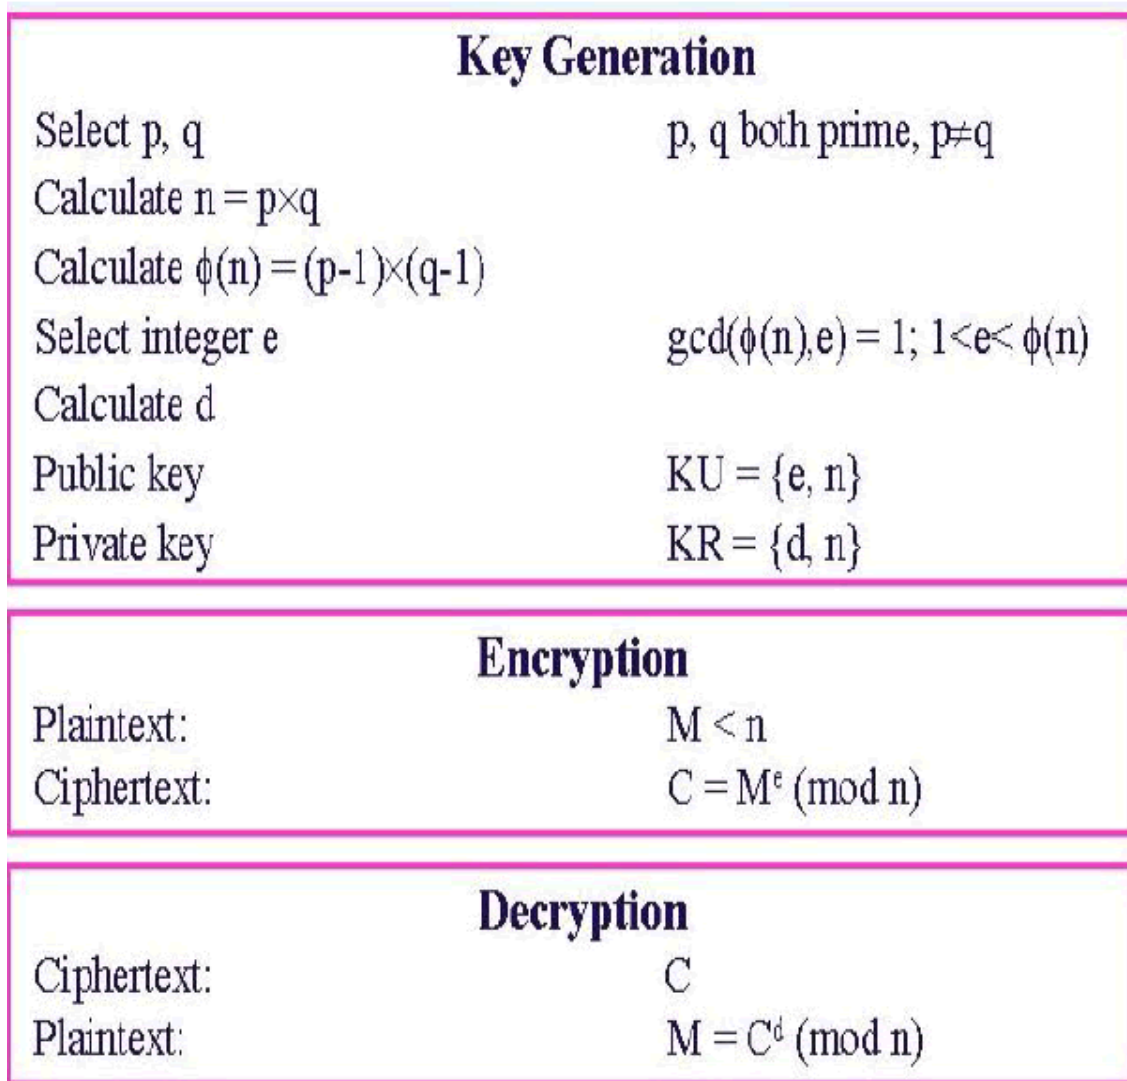 Key Generation
Select p, q p, q both prime, p≠q
Calculate n = p×q
Calculate ϕ(n) = (p-1)×(q-1)
Select integer e gcd(ϕ(n),e) = 1; 1<e< ϕ(n)
Calculate d
Public key KU = {e, n}
Private key KR = {d, n}
Encryption
Plaintext: M < n
Ciphertext: C = Mᵉ (mod n)
Decryption
Ciphertext: C
Plaintext: M = Cᵈ (mod n)